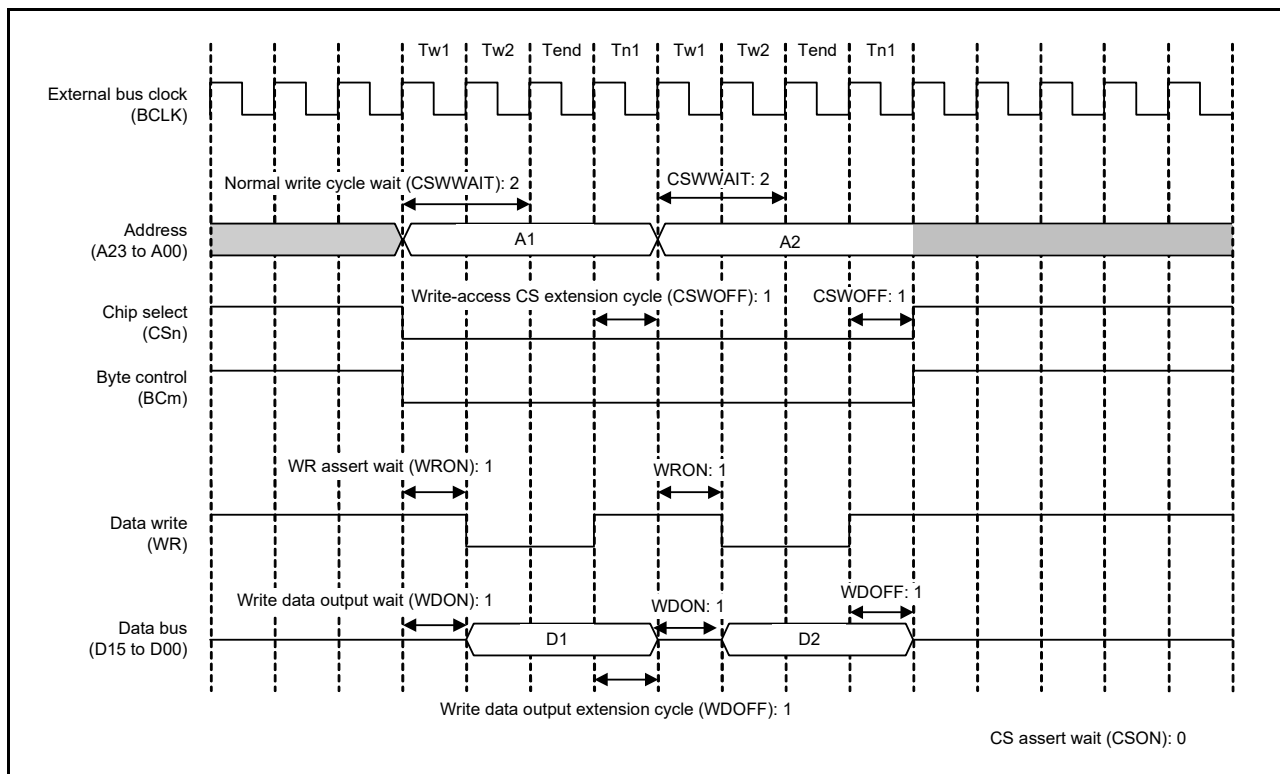 Tw1 Tw2 Tend Tn1 Tw1 Tw2 Tend Tn1
External bus clock
(BCLK)
Normal write cycle wait (CSWWAIT): 2
CSWWAIT: 2
Address
(A23 to A00)
A1
A2
Write-access CS extension cycle (CSWOFF): 1
CSWOFF: 1
Chip select
(CSn)
Byte control
(BCm)
WR assert wait (WRON): 1
WRON: 1
Data write
(WR)
Write data output wait (WDON): 1
WDON: 1
WDOFF: 1
Data bus
(D15 to D00)
D1
D2
Write data output extension cycle (WDOFF): 1
CS assert wait (CSON): 0